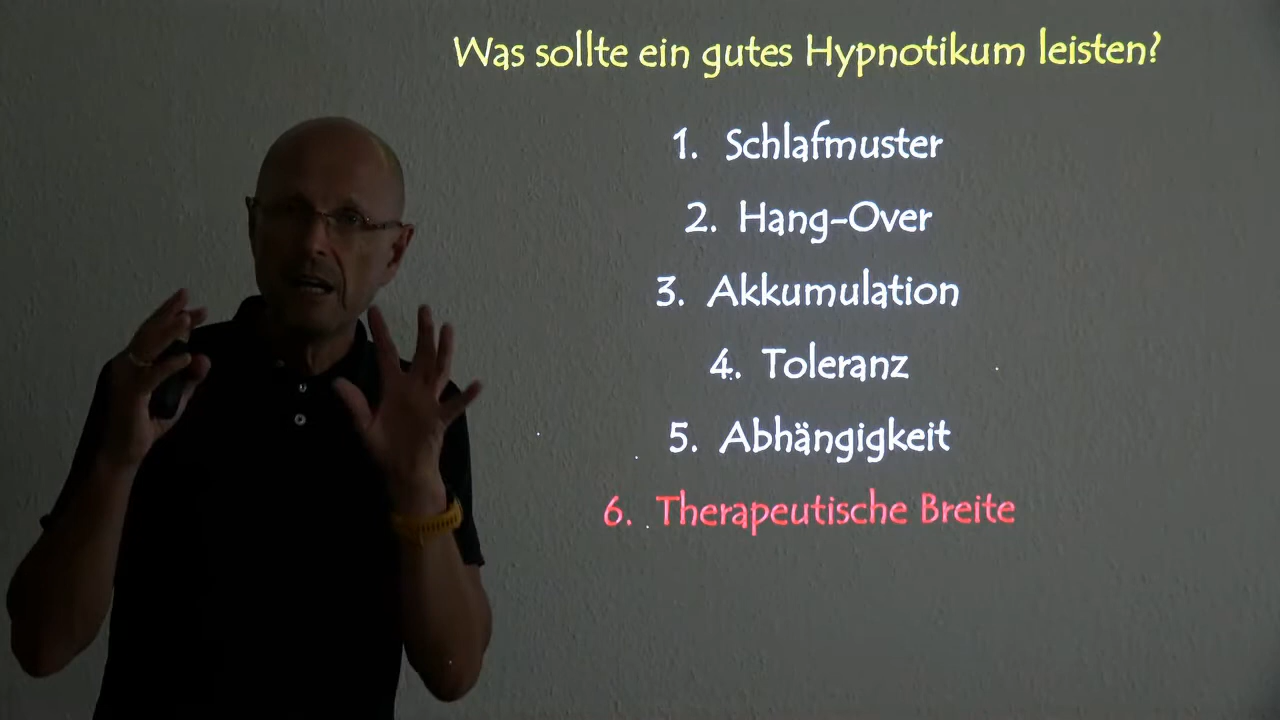 Was sollte ein gutes Hypnotikum leisten?
1. Schlafmuster
2. Hang-Over
3. Akkumulation
4. Toleranz
5. Abhängigkeit
6. Therapeutische Breite